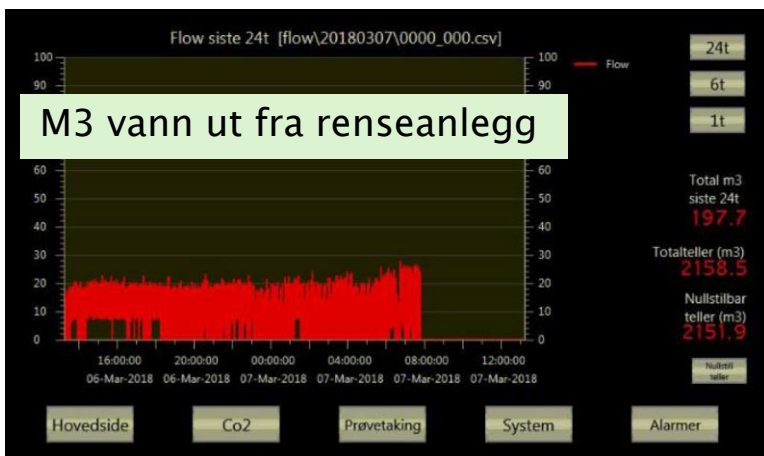 Flow siste 24t [flow\20180307\0000_000.csv]
100
100
Flow
24t
90
90
6t
M3 vann ut fra renseanlegg
1t
60
60
50
50
40
40
30
30
20
20
10
10
0
0
Total m3
siste 24t
197.7
Totalteller (m3)
2158.5
Nullstilbar
teller (m3)
2151.9
Nullstill
teller
16:00:00 20:00:00 00:00:00 04:00:00 08:00:00 12:00:00
06-Mar-2018 06-Mar-2018 07-Mar-2018 07-Mar-2018 07-Mar-2018 07-Mar-2018
Hovedside Co2 Prøvetaking System Alarmer